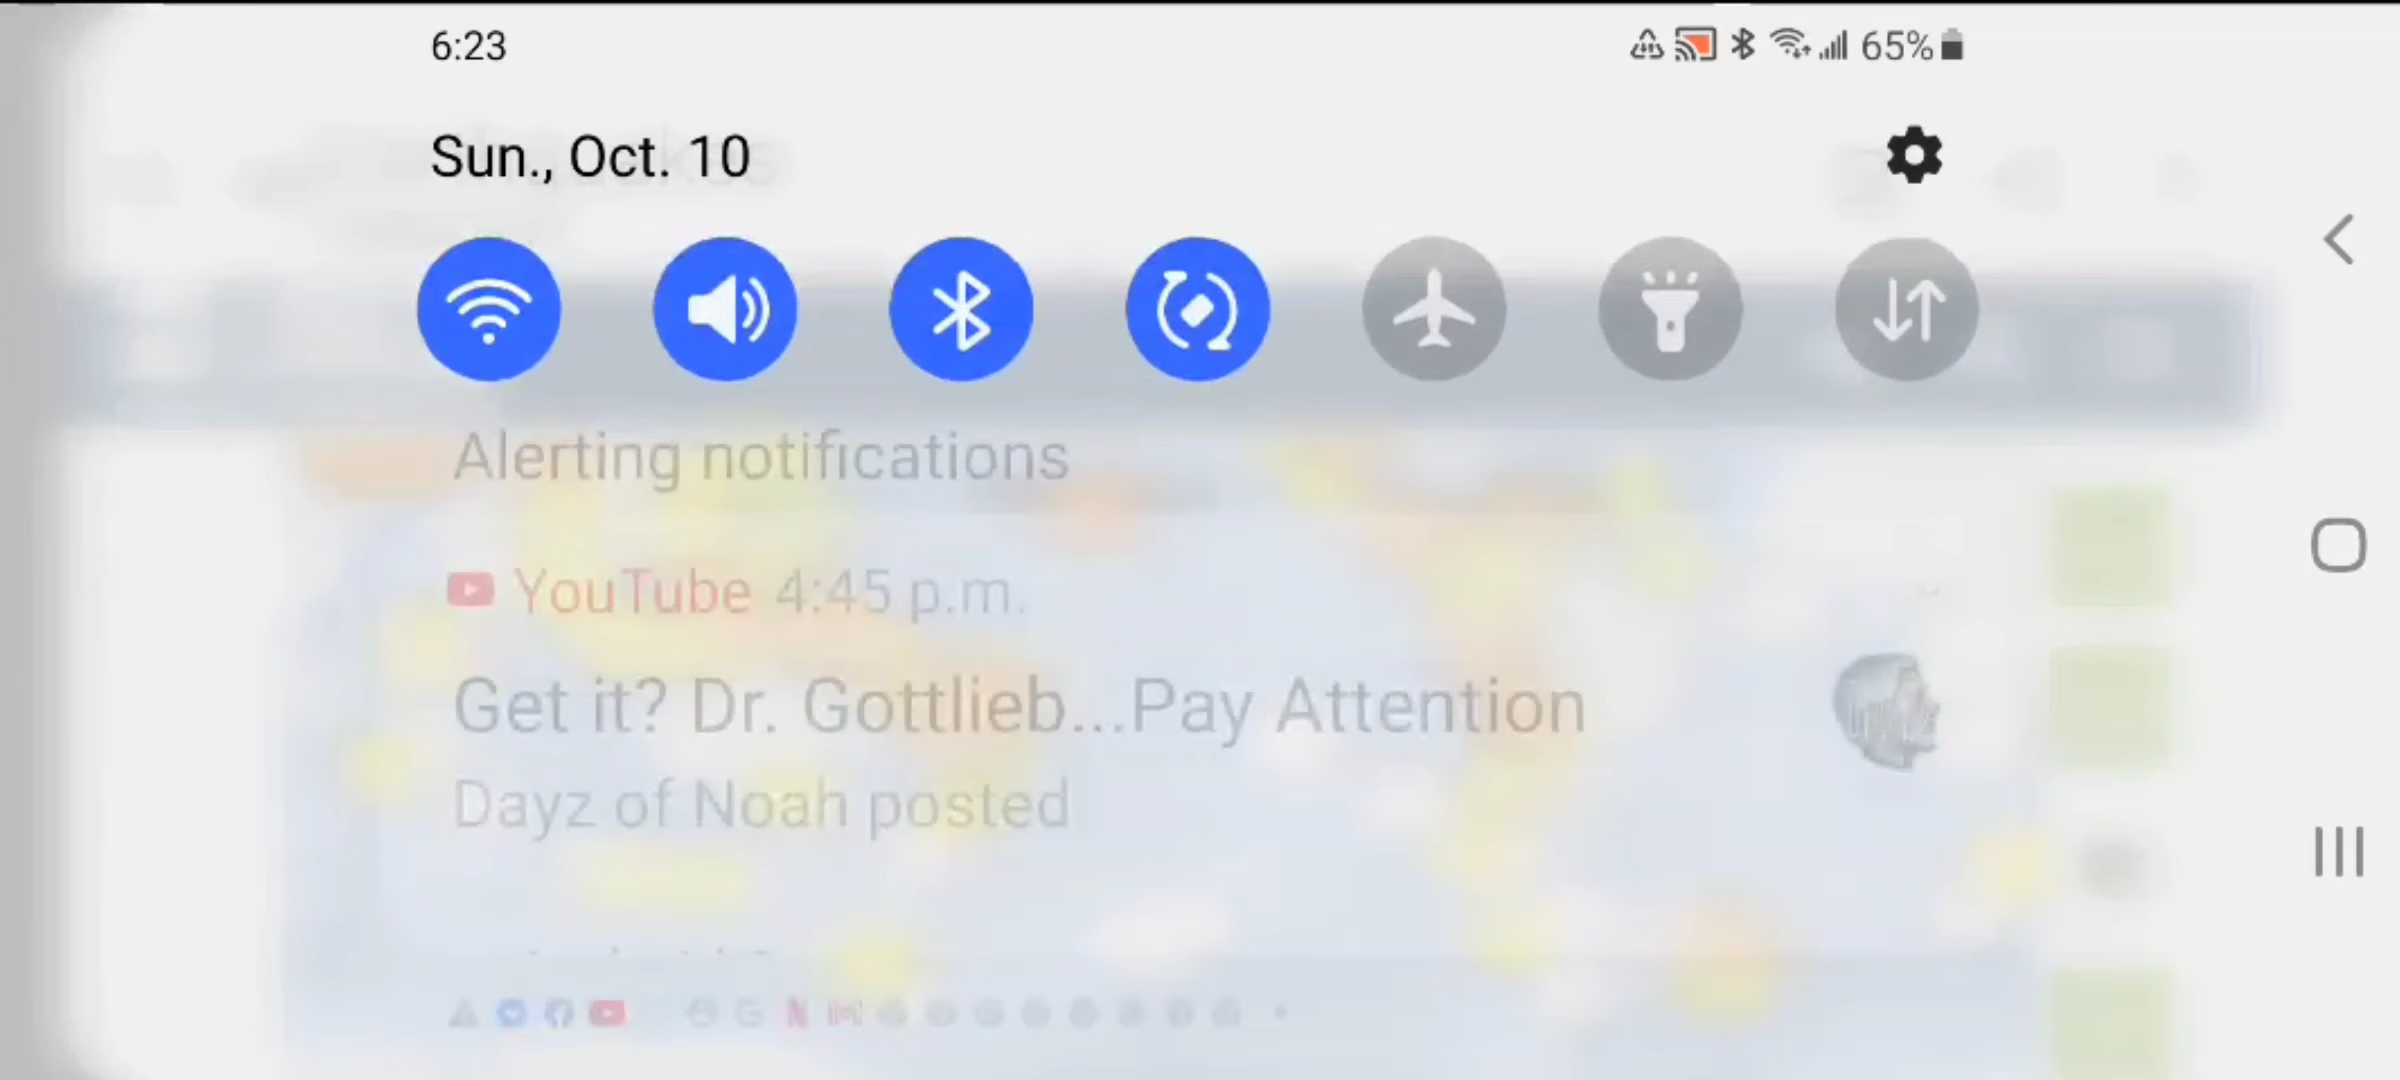 6:23
65%
Sun., Oct. 10
Alerting notifications
YouTube 4:45 p.m.
Get it? Dr. Gottlieb...Pay Attention
Dayz of Noah posted